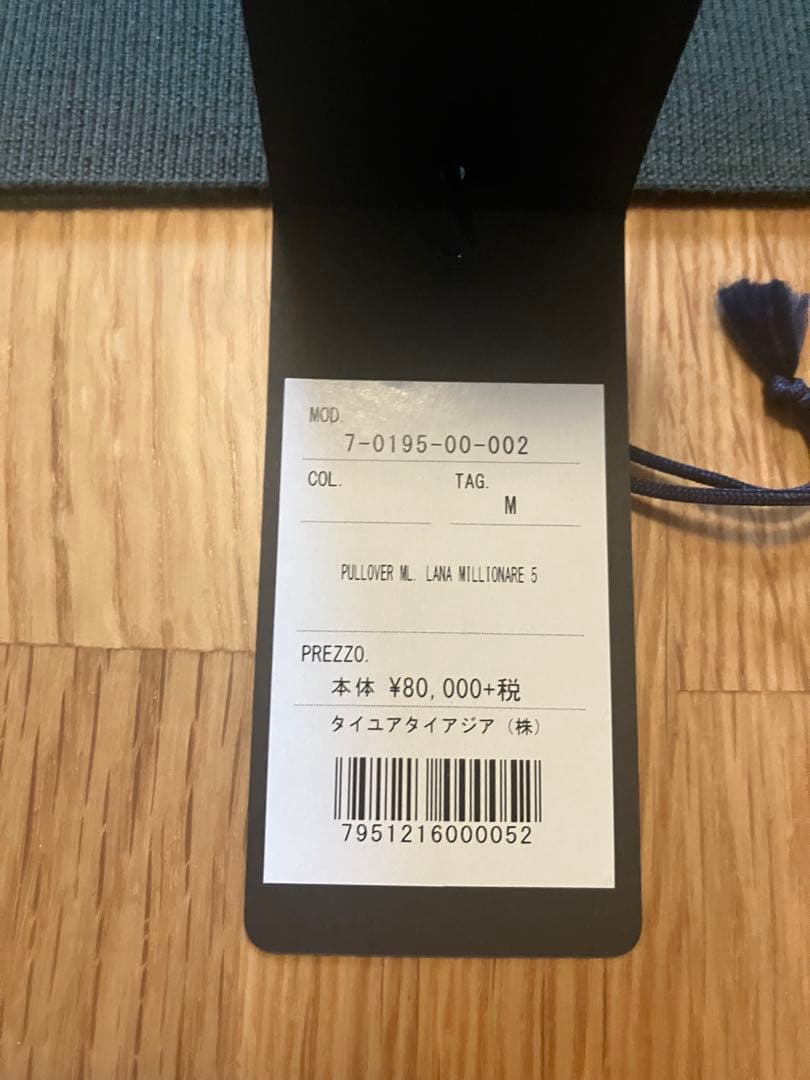 MOD.
7-0195-00-002
COL. TAG.
M
PULLOVER ML. LANA MILLIONARE 5
PREZZO.
本体 ¥80,000+税
タイユアタイアジア (株)
7951216000052